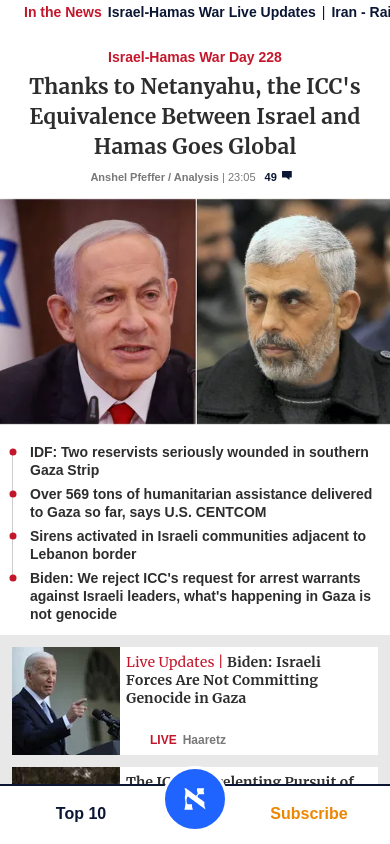 In the News Israel-Hamas War Live Updates | Iran - Rai
Israel-Hamas War Day 228
Thanks to Netanyahu, the ICC's
Equivalence Between Israel and
Hamas Goes Global
Anshel Pfeffer / Analysis | 23:05 49
IDF: Two reservists seriously wounded in southern
Gaza Strip
Over 569 tons of humanitarian assistance delivered
to Gaza so far, says U.S. CENTCOM
Sirens activated in Israeli communities adjacent to
Lebanon border
Biden: We reject ICC's request for arrest warrants
against Israeli leaders, what's happening in Gaza is
not genocide
Live Updates | Biden: Israeli
Forces Are Not Committing
Genocide in Gaza
LIVE Haaretz
The Pursuit of
Top 10
Subscribe